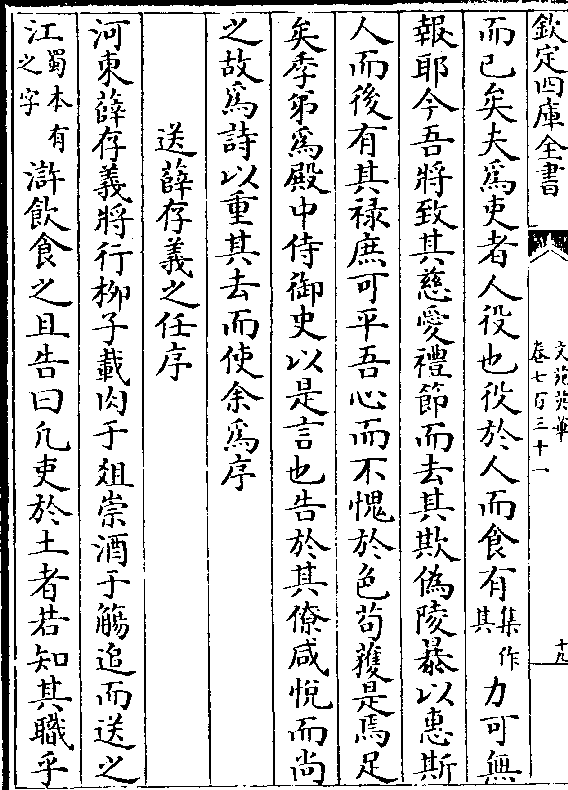 欽定四庫全書
文苑英華
卷七百三十一
十九
而已矣夫為吏者人役也役於人而食有集作其力可無
報耶今吾將致其慈愛禮節而去其欺偽陵暴以惠斯
人而後有其祿庶可平吾心而不愧於色苟獲是焉足
矣季弟為殿中侍御史以是言也告於其僚咸悅而尚
之故為詩以重其去而使余為序
送薛存義之任序
河東薛存義將行柳子載肉于俎崇酒于觴追而送之
江蜀本有之字滸飲食之且告曰凡吏於土者若知其職乎